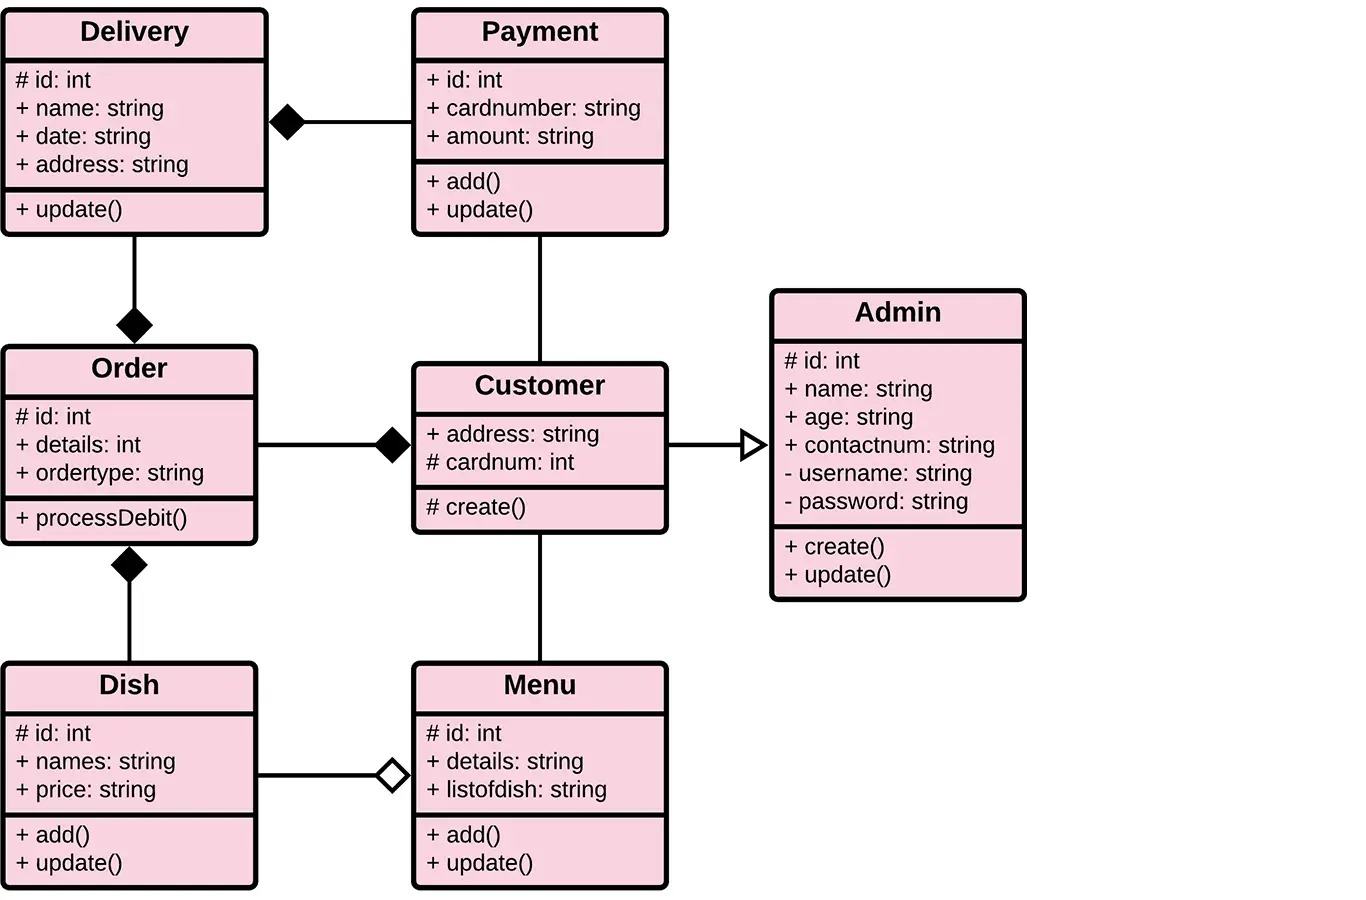 Delivery
# id: int
+ name: string
+ date: string
+ address: string
+ update()
Payment
+ id: int
+ cardnumber: string
+ amount: string
+ add()
+ update()
Order
# id: int
+ details: int
+ ordertype: string
+ processDebit()
Customer
+ address: string
# cardnum: int
# create()
Admin
# id: int
+ name: string
+ age: string
+ contactnum: string
- username: string
- password: string
+ create()
+ update()
Dish
# id: int
+ names: string
+ price: string
+ add()
+ update()
Menu
# id: int
+ details: string
+ listofdish: string
+ add()
+ update()